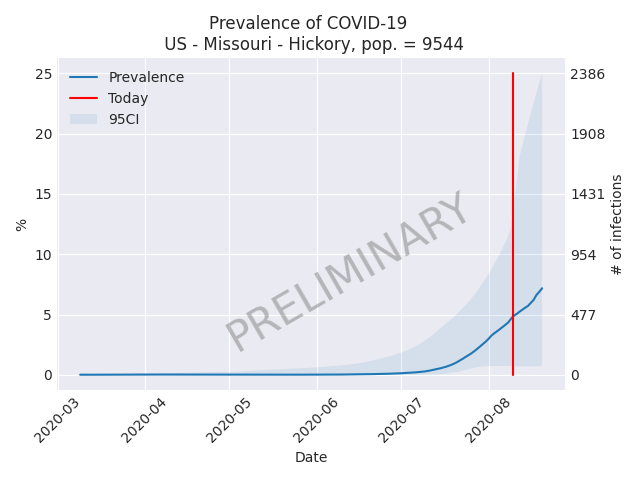 Prevalence of COVID-19
US - Missouri - Hickory, pop. = 9544
Prevalence
Today
95CI
25
20
15
10
5
0
%
2386
1908
1431
954
477
0
# of infections
PRELIMINARY
2020-03
2020-04
2020-05
2020-06
2020-07
2020-08
Date